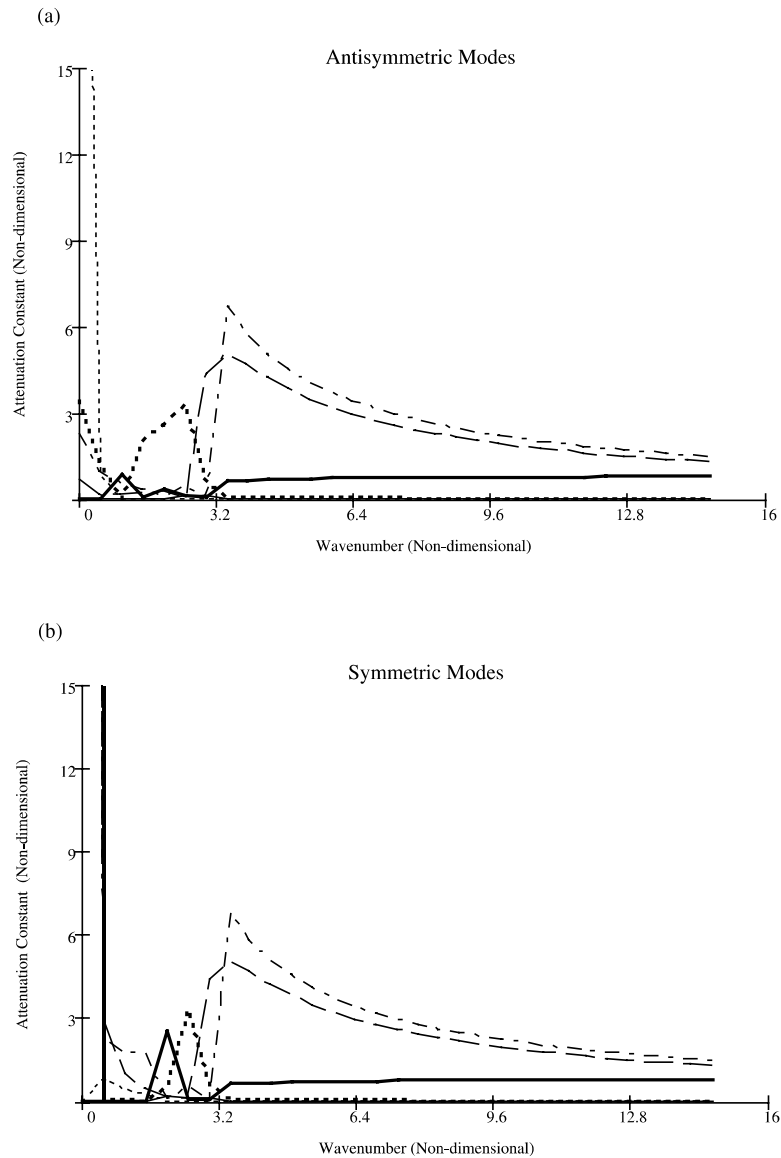 (a)
Antisymmetric Modes
15
12
9
6
3
Attenuation Constant (Non-dimensional)
0 3.2 6.4 9.6 12.8 16
Wavenumber (Non-dimensional)
(b)
Symmetric Modes
15
12
9
6
3
Attenuation Constant (Non-dimensional)
0 3.2 6.4 9.6 12.8 16
Wavenumber (Non-dimensional)